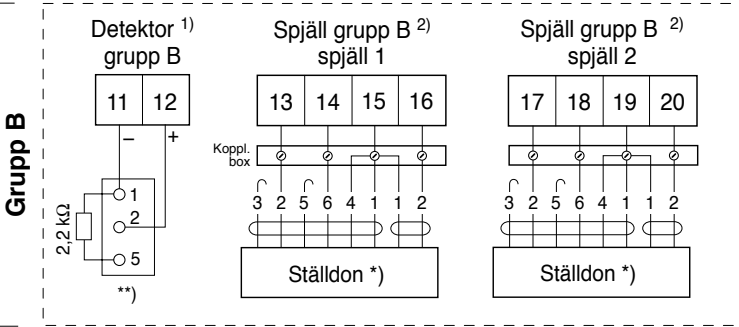 Grupp B
Detektor 1)
grupp B
11 12
– +
1
2
5
2,2 kΩ
**)
Spjäll grupp B 2)
spjäll 1
13 14 15 16
Koppl.
box
3 2 5 6 4 1 1 2
Ställdon *)
Spjäll grupp B 2)
spjäll 2
17 18 19 20
3 2 5 6 4 1 1 2
Ställdon *)